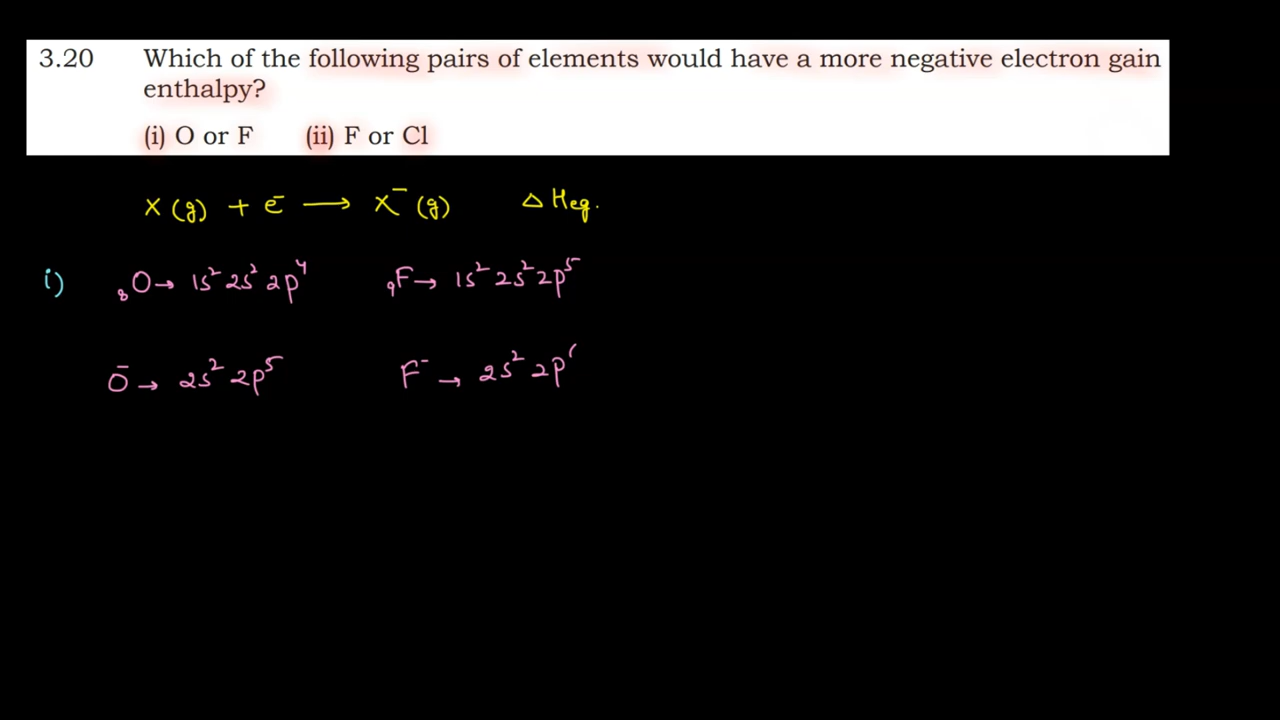 3.20 Which of the following pairs of elements would have a more negative electron gain
enthalpy?
(i) O or F (ii) F or Cl
X (g) + e⁻ ⟶ X⁻ (g) Δ Heg.
i) ₈O → 1s² 2s² 2p⁴ ₉F → 1s² 2s² 2p⁵
O⁻ → 2s² 2p⁵ F⁻ → 2s² 2p⁶